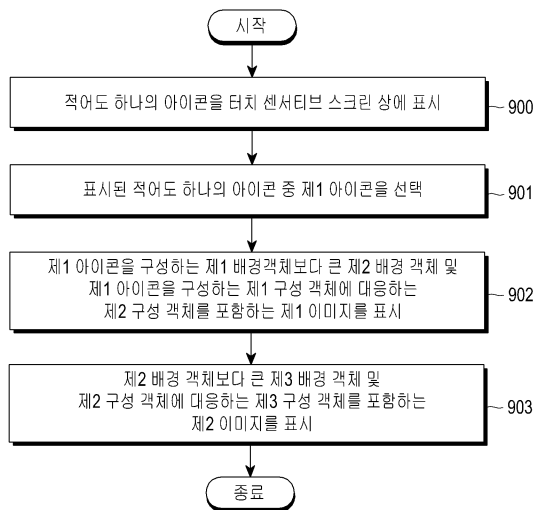 시작
적어도 하나의 아이콘을 터치 센서티브 스크린 상에 표시
900
표시된 적어도 하나의 아이콘 중 제1 아이콘을 선택
901
제1 아이콘을 구성하는 제1 배경객체보다 큰 제2 배경 객체 및
제1 아이콘을 구성하는 제1 구성 객체에 대응하는
제2 구성 객체를 포함하는 제1 이미지를 표시
902
제2 배경 객체보다 큰 제3 배경 객체 및
제2 구성 객체에 대응하는 제3 구성 객체를 포함하는
제2 이미지를 표시
903
종료